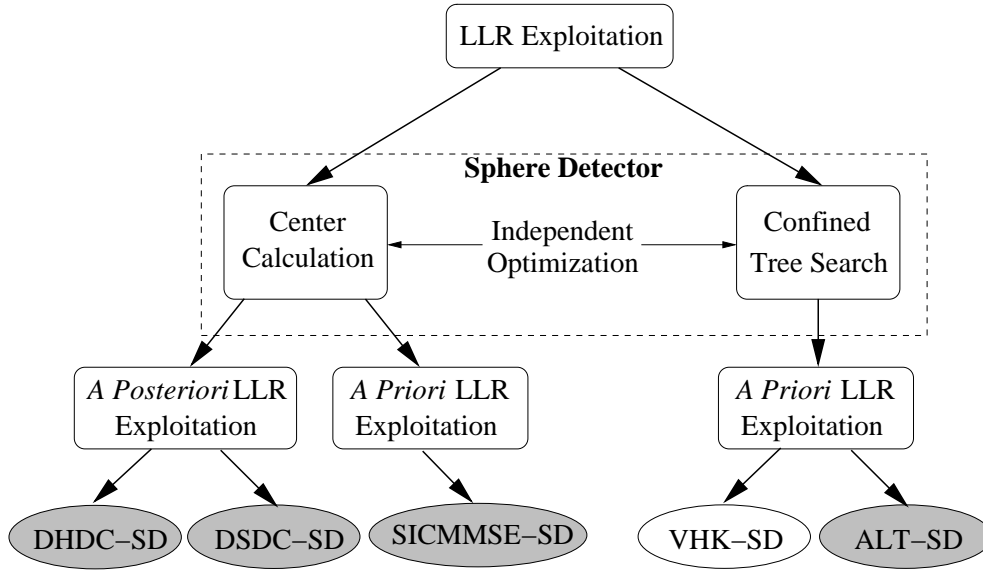 LLR Exploitation
Sphere Detector
Center
Calculation
Independent
Optimization
Confined
Tree Search
A Posteriori LLR
Exploitation
A Priori LLR
Exploitation
A Priori LLR
Exploitation
DHDC–SD
DSDC–SD
SICMMSE–SD
VHK–SD
ALT–SD